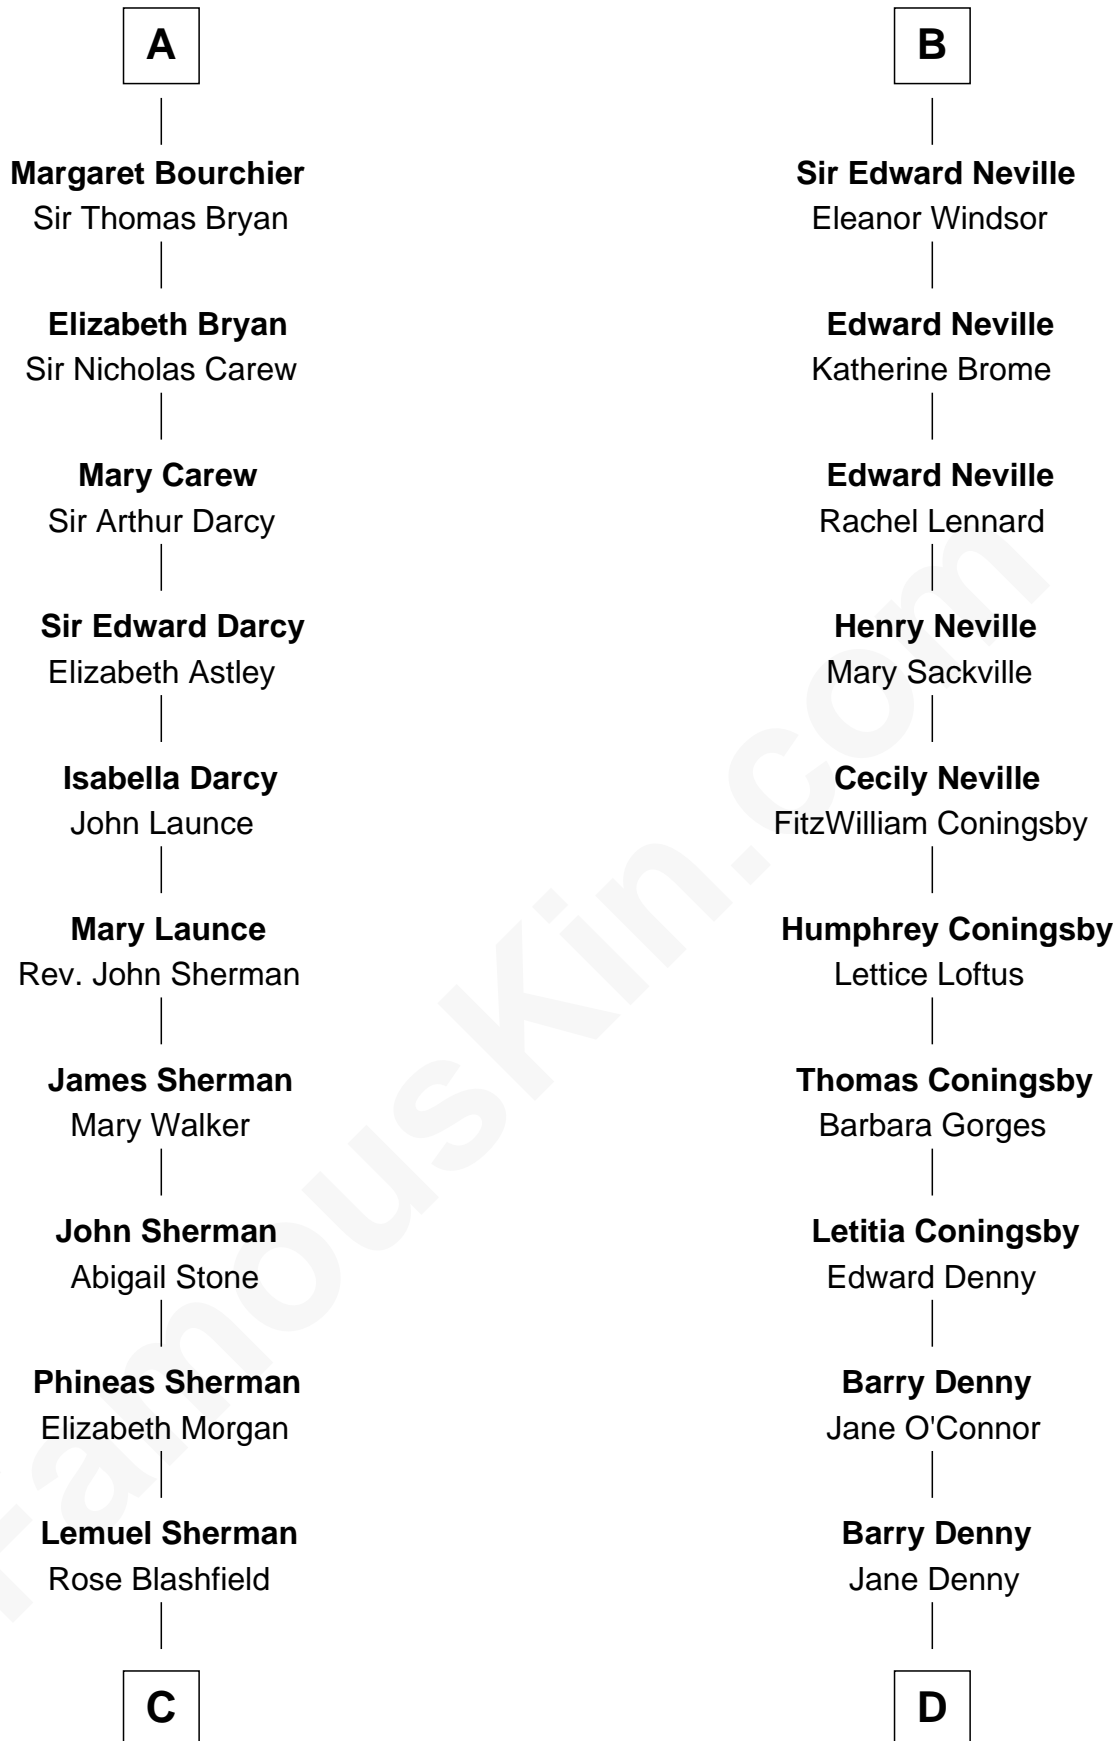 A
Margaret Bourchier
Sir Thomas Bryan
Elizabeth Bryan
Sir Nicholas Carew
Mary Carew
Sir Arthur Darcy
Sir Edward Darcy
Elizabeth Astley
Isabella Darcy
John Launce
Mary Launce
Rev. John Sherman
James Sherman
Mary Walker
John Sherman
Abigail Stone
Phineas Sherman
Elizabeth Morgan
Lemuel Sherman
Rose Blashfield
C
B
Sir Edward Neville
Eleanor Windsor
Edward Neville
Katherine Brome
Edward Neville
Rachel Lennard
Henry Neville
Mary Sackville
Cecily Neville
FitzWilliam Coningsby
Humphrey Coningsby
Lettice Loftus
Thomas Coningsby
Barbara Gorges
Letitia Coningsby
Edward Denny
Barry Denny
Jane O'Connor
Barry Denny
Jane Denny
D
FamousKin.com